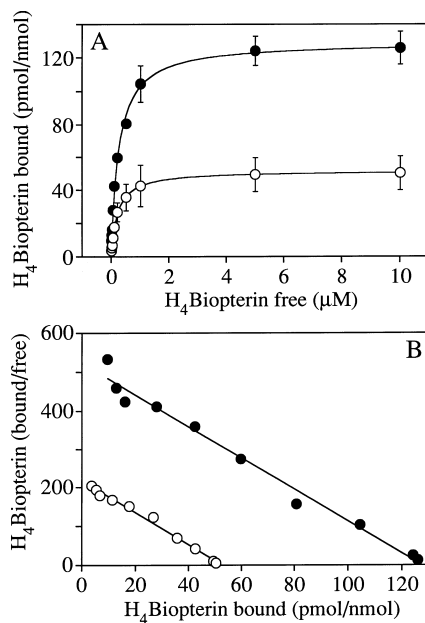 A
H4Biopterin bound (pmol/nmol)
120
80
40
0
0 2 4 6 8 10
H4Biopterin free (μM)
B
H4Biopterin (bound/free)
600
400
200
0
0 20 40 60 80 100 120
H4Biopterin bound (pmol/nmol)